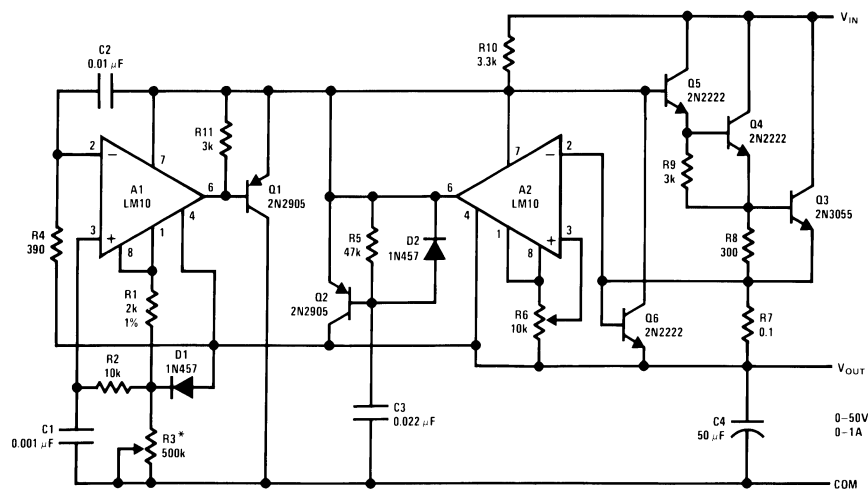 V_IN
C2
0.01 µF
R10
3.3k
Q5
2N2222
Q4
2N2222
R11
3k
2
−
7
A1
LM10
6
4
3
+
8
1
Q1
2N2905
7
−
2
A2
LM10
6
4
1
8
+
3
R9
3k
Q3
2N3055
R4
390
R5
47k
D2
1N457
R8
300
Q2
2N2905
R6
10k
Q6
2N2222
R7
0.1
R1
2k
1%
V_OUT
R2
10k
D1
1N457
C1
0.001 µF
R3*
500k
C3
0.022 µF
C4
50 µF
0–50V
0–1A
COM